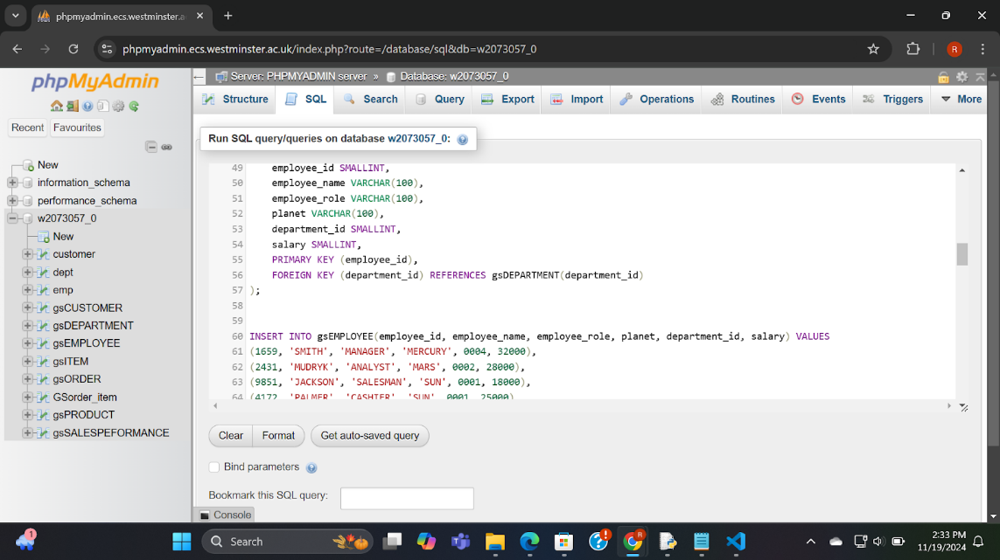 phpmyadmin.ecs.westminster.a
phpmyadmin.ecs.westminster.ac.uk/index.php?route=/database/sql&db=w2073057_0
R
phpMyAdmin
Recent
Favourites
New
information_schema
performance_schema
w2073057_0
New
customer
dept
emp
gsCUSTOMER
gsDEPARTMENT
gsEMPLOYEE
gsITEM
gsORDER
GSorder_item
gsPRODUCT
gsSALESPEFORMANCE
Server: PHPMYADMIN server » Database: w2073057_0
Structure SQL Search Query Export Import Operations Routines Events Triggers More
Run SQL query/queries on database w2073057_0:
49 employee_id SMALLINT,
50 employee_name VARCHAR(100),
51 employee_role VARCHAR(100),
52 planet VARCHAR(100),
53 department_id SMALLINT,
54 salary SMALLINT,
55 PRIMARY KEY (employee_id),
56 FOREIGN KEY (department_id) REFERENCES gsDEPARTMENT(department_id)
57 );
58
59
60 INSERT INTO gsEMPLOYEE(employee_id, employee_name, employee_role, planet, department_id, salary) VALUES
61 (1659, 'SMITH', 'MANAGER', 'MERCURY', 0004, 32000),
62 (2431, 'MUDRYK', 'ANALYST', 'MARS', 0002, 28000),
63 (9851, 'JACKSON', 'SALESMAN', 'SUN', 0001, 18000),
64 (4172, 'PALMER', 'CASHIER', 'SUN', 0001, 25000)
Clear Format Get auto-saved query
Bind parameters
Bookmark this SQL query:
Console
1
Search
R
2:33 PM
11/19/2024